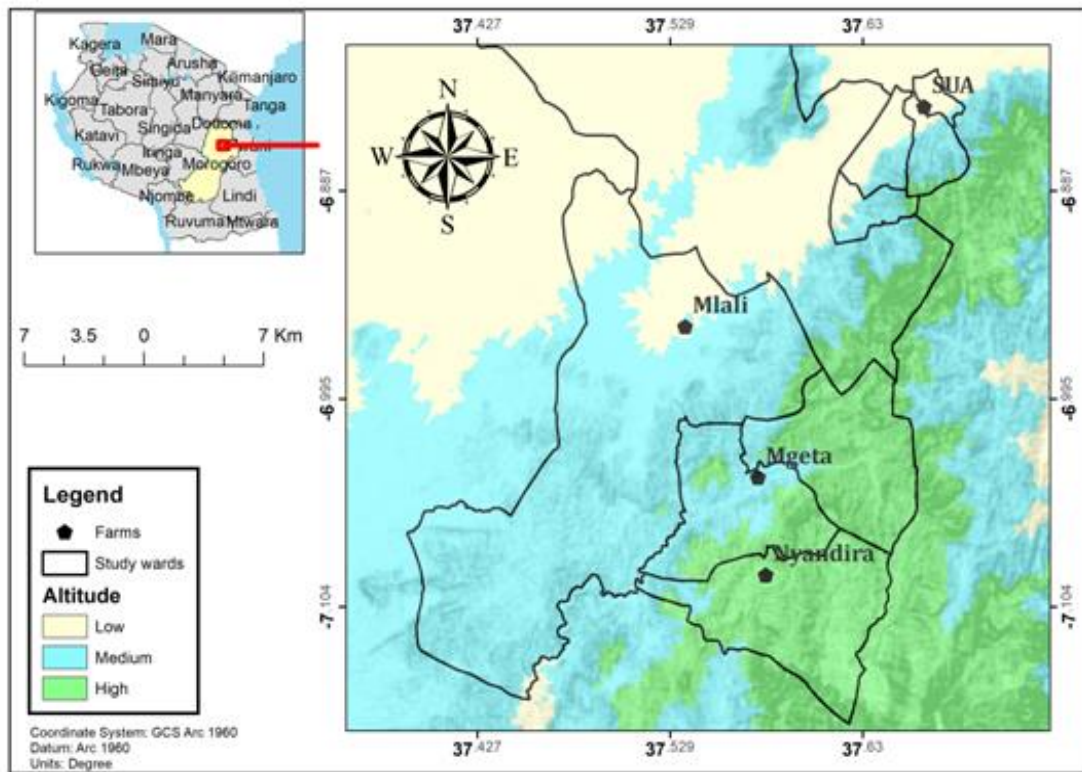 Kagera
Mara
Geita
Simiyu
Arusha
Kilimanjaro
Kigoma
Tabora
Manyara
Tanga
Dodoma
Katavi
Singida
Pwani
Iringa
Rukwa
Mbeya
Morogoro
Njombe
Lindi
Ruvuma
Mtwara
7 3.5 0 7 Km
Legend
Farms
Study wards
Altitude
Low
Medium
High
Coordinate System: GCS Arc 1960
Datum: Arc 1960
Units: Degree
37.427 37.529 37.63
N
W E
S
SUA
Mlali
Mgeta
Nyandira
-6.887
-6.995
-7.104
-6.887
-6.995
-7.104
37.427 37.529 37.63